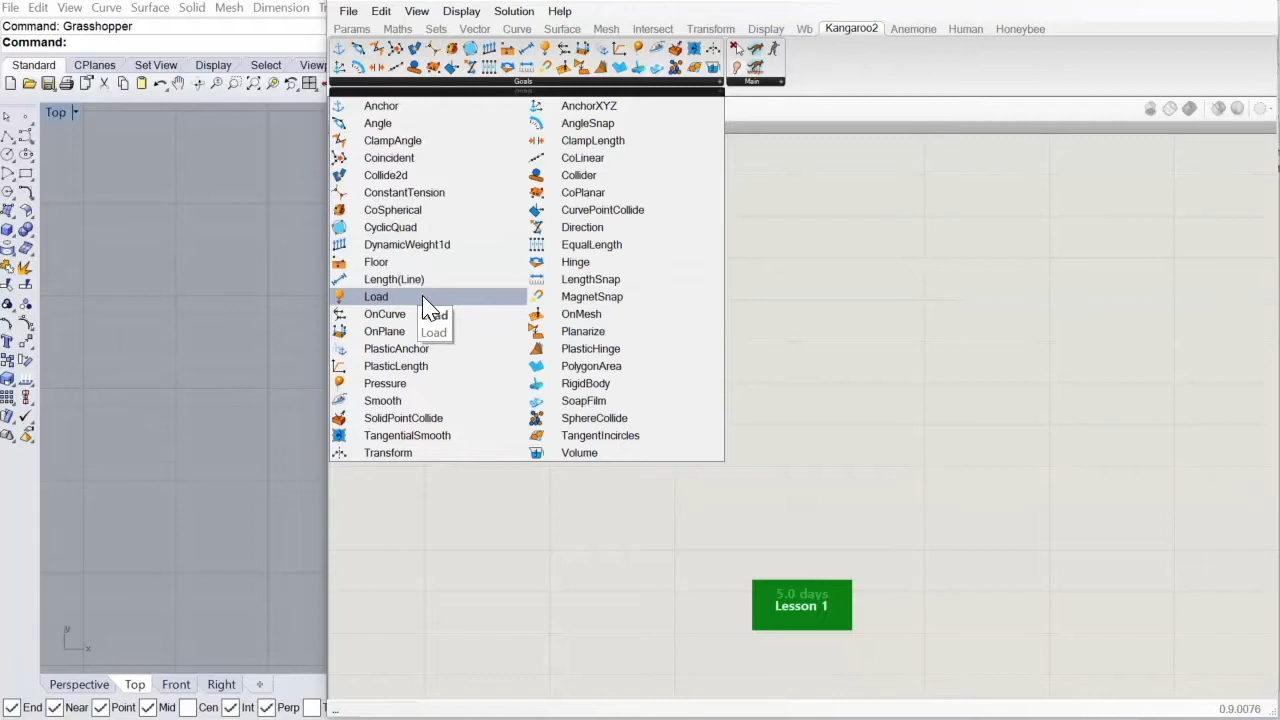 File Edit View Curve Surface Solid Mesh Dimension
Command: Grasshopper
Command:
Standard CPlanes Set View Display Select
Top
File Edit View Display Solution Help
Params Maths Sets Vector Curve Surface Mesh Intersect Transform Display Wb Kangaroo2 Anemone Human Honeybee
Goals Main
Anchor AnchorXYZ
Angle AngleSnap
ClampAngle ClampLength
Coincident CoLinear
Collide2d Collider
ConstantTension CoPlanar
CoSpherical CurvePointCollide
CyclicQuad Direction
DynamicWeight1d EqualLength
Floor Hinge
Length(Line) LengthSnap
Load MagnetSnap
OnCurve OnMesh
Load
OnPlane Planarize
PlasticAnchor PlasticHinge
PlasticLength PolygonArea
Pressure RigidBody
Smooth SoapFilm
SolidPointCollide SphereCollide
TangentialSmooth TangentIncircles
Transform Volume
5.0 days
Lesson 1
y
x
Perspective Top Front Right
End Near Point Mid Cen Int Perp
... 0.9.0076